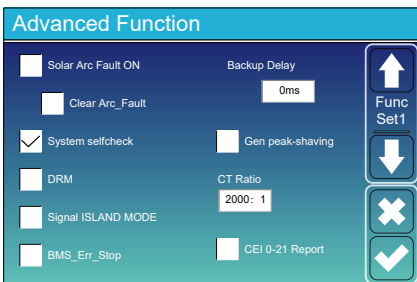 Advanced Function
Solar Arc Fault ON
Backup Delay
0ms
Clear Arc_Fault
Func
Set1
System selfcheck
Gen peak-shaving
DRM
CT Ratio
2000: 1
Signal ISLAND MODE
BMS_Err_Stop
CEI 0-21 Report